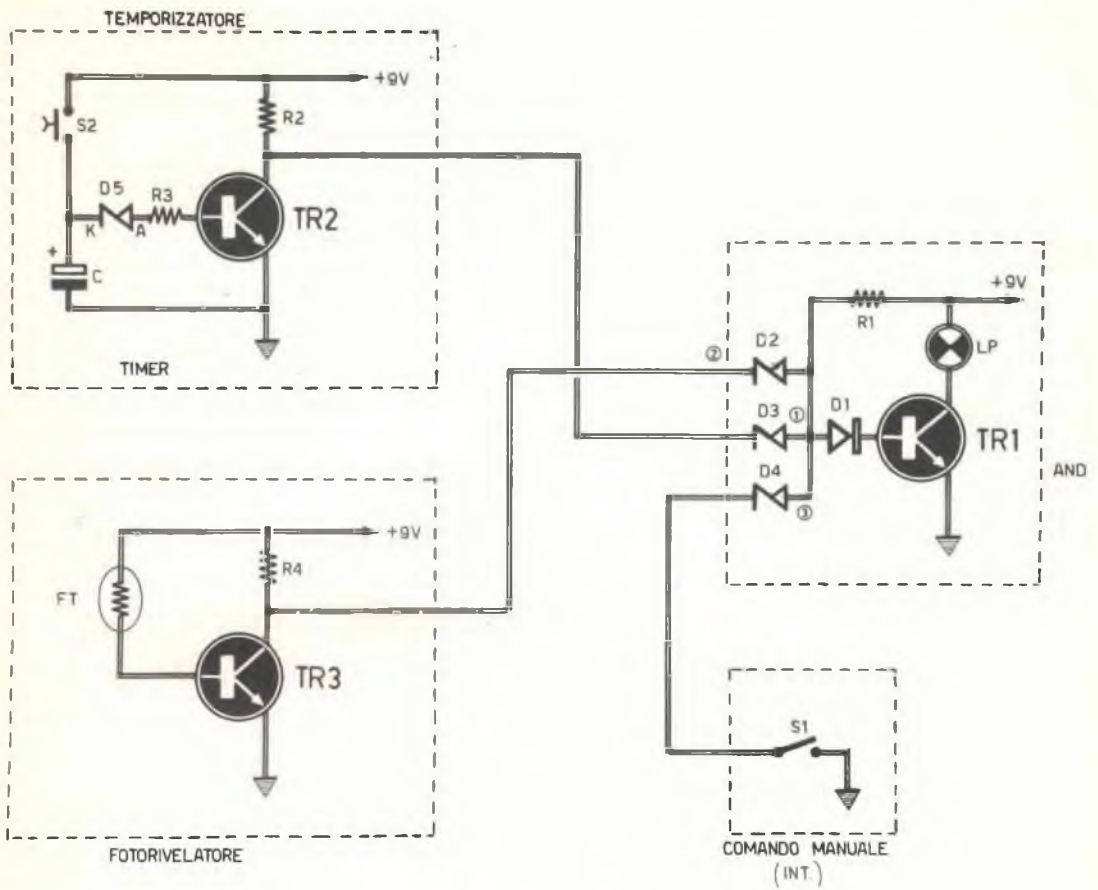 TEMPORIZZATORE
+9V
S2
R2
D5
R3
K
A
TR2
+
C
TIMER
+9V
R1
②
D2
LP
D3
①
D1
TR1
D4
③
AND
+9V
R4
FT
TR3
S1
FOTORIVELATORE
COMANDO MANUALE
(INT.)